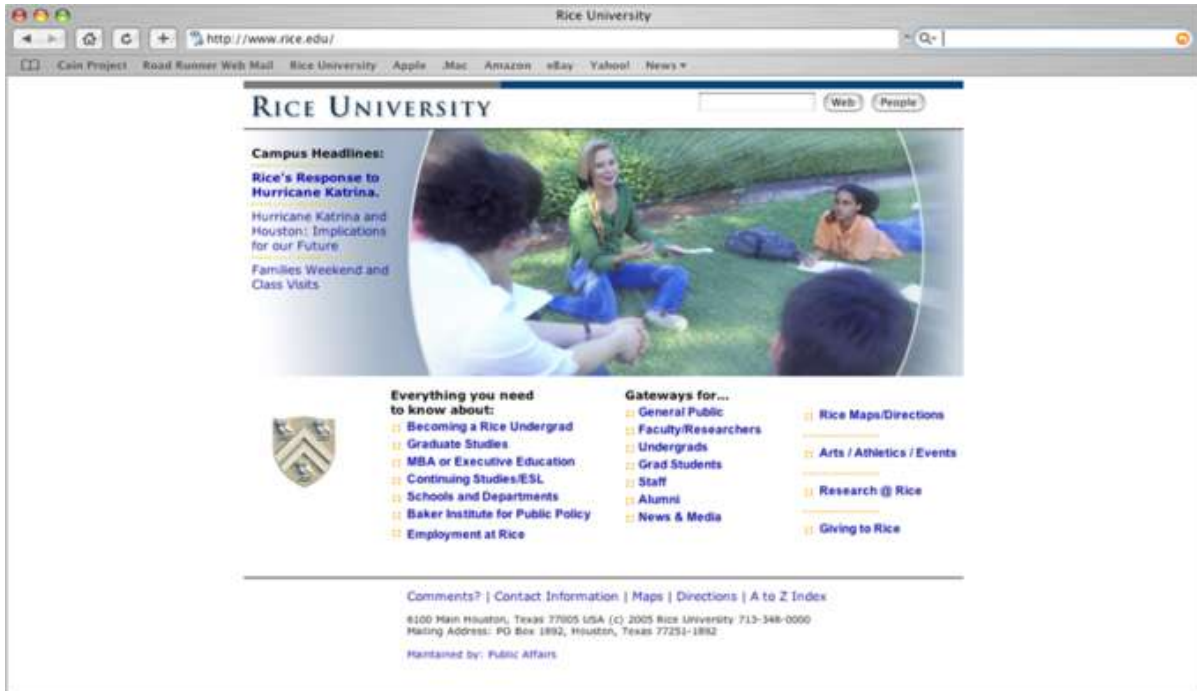 Rice University
http://www.rice.edu/
Cain Project Road Runner Web Mail Rice University Apple .Mac Amazon eBay Yahoo! News
RICE UNIVERSITY
Web People
Campus Headlines:
Rice's Response to
Hurricane Katrina.
Hurricane Katrina and
Houston: Implications
for our Future
Families Weekend and
Class Visits
Everything you need
to know about:
Becoming a Rice Undergrad
Graduate Studies
MBA or Executive Education
Continuing Studies/ESL
Schools and Departments
Baker Institute for Public Policy
Employment at Rice
Gateways for...
General Public
Faculty/Researchers
Undergrads
Grad Students
Staff
Alumni
News & Media
Rice Maps/Directions
Arts / Athletics / Events
Research @ Rice
Giving to Rice
Comments? | Contact Information | Maps | Directions | A to Z Index
6100 Main Houston, Texas 77005 USA (c) 2005 Rice University 713-348-0000
Mailing Address: PO Box 1892, Houston, Texas 77251-1892
Maintained by: Public Affairs